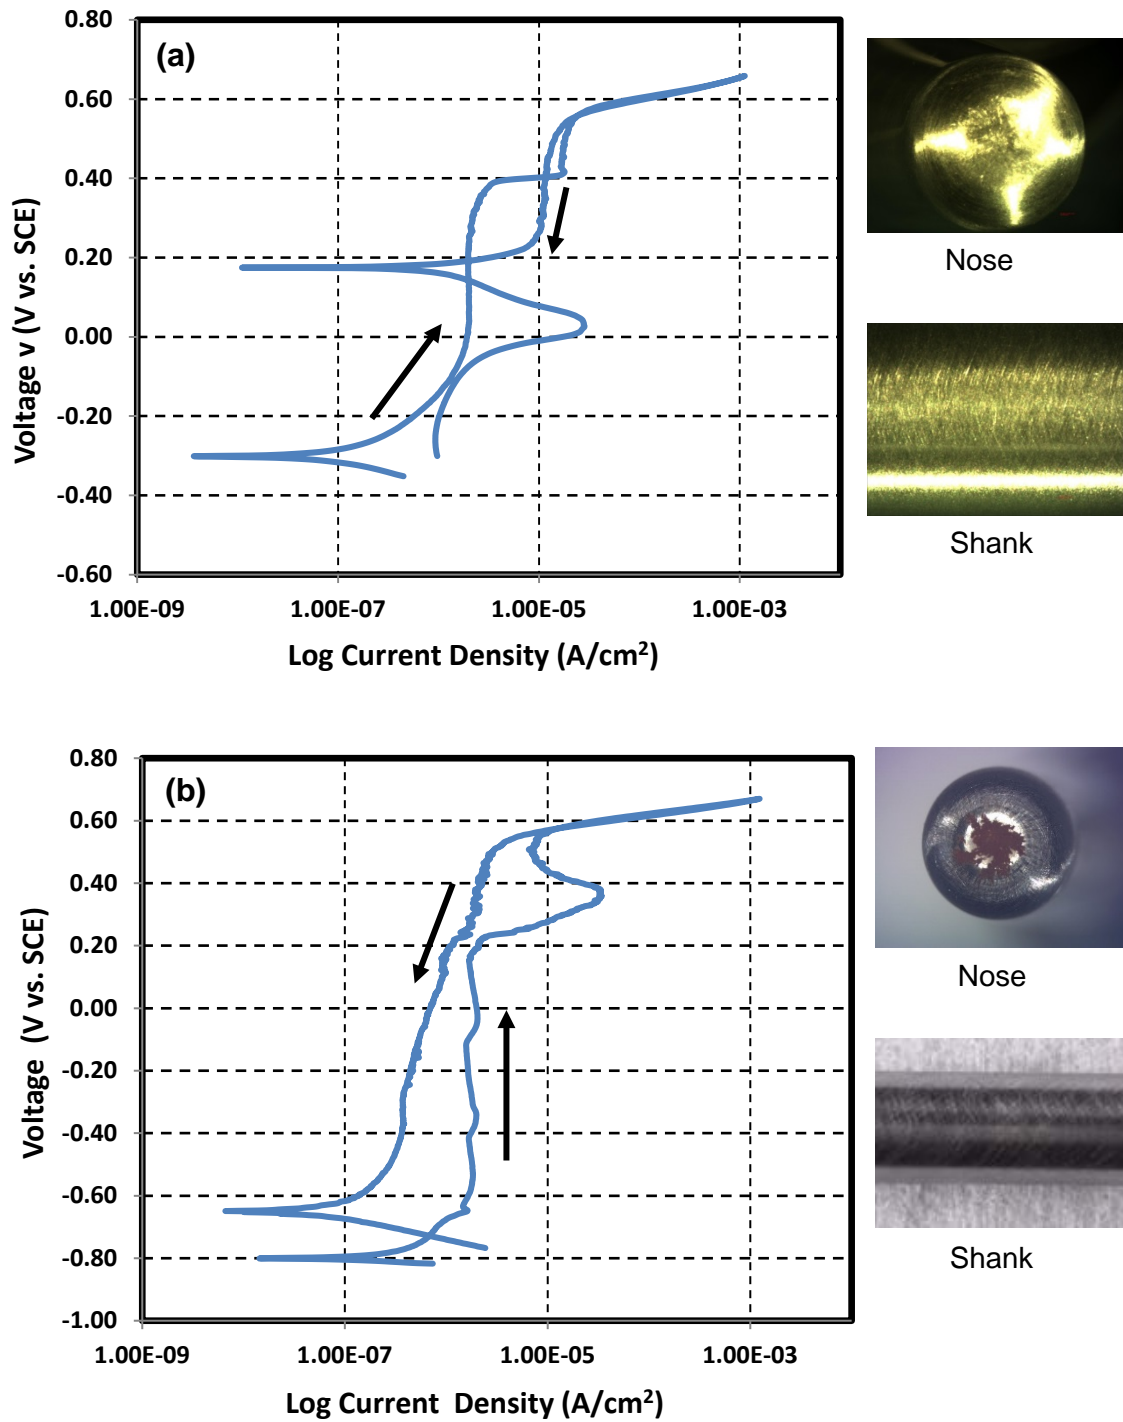 (a)
0.80
0.60
0.40
0.20
0.00
-0.20
-0.40
-0.60
Voltage v (V vs. SCE)
1.00E-09
1.00E-07
1.00E-05
1.00E-03
Log Current Density (A/cm²)
Nose
Shank
(b)
0.80
0.60
0.40
0.20
0.00
-0.20
-0.40
-0.60
-0.80
-1.00
Voltage (V vs. SCE)
1.00E-09
1.00E-07
1.00E-05
1.00E-03
Log Current Density (A/cm²)
Nose
Shank